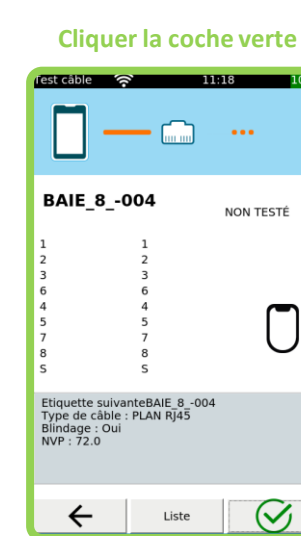 Cliquer la coche verte
Test câble 11:18 10
BAIE_8_-004
NON TESTÉ
1 1
2 2
3 3
6 6
4 4
5 5
7 7
8 8
S S
Etiquette suivanteBAIE_8_-004
Type de câble : PLAN RJ45
Blindage : Oui
NVP : 72.0
Liste